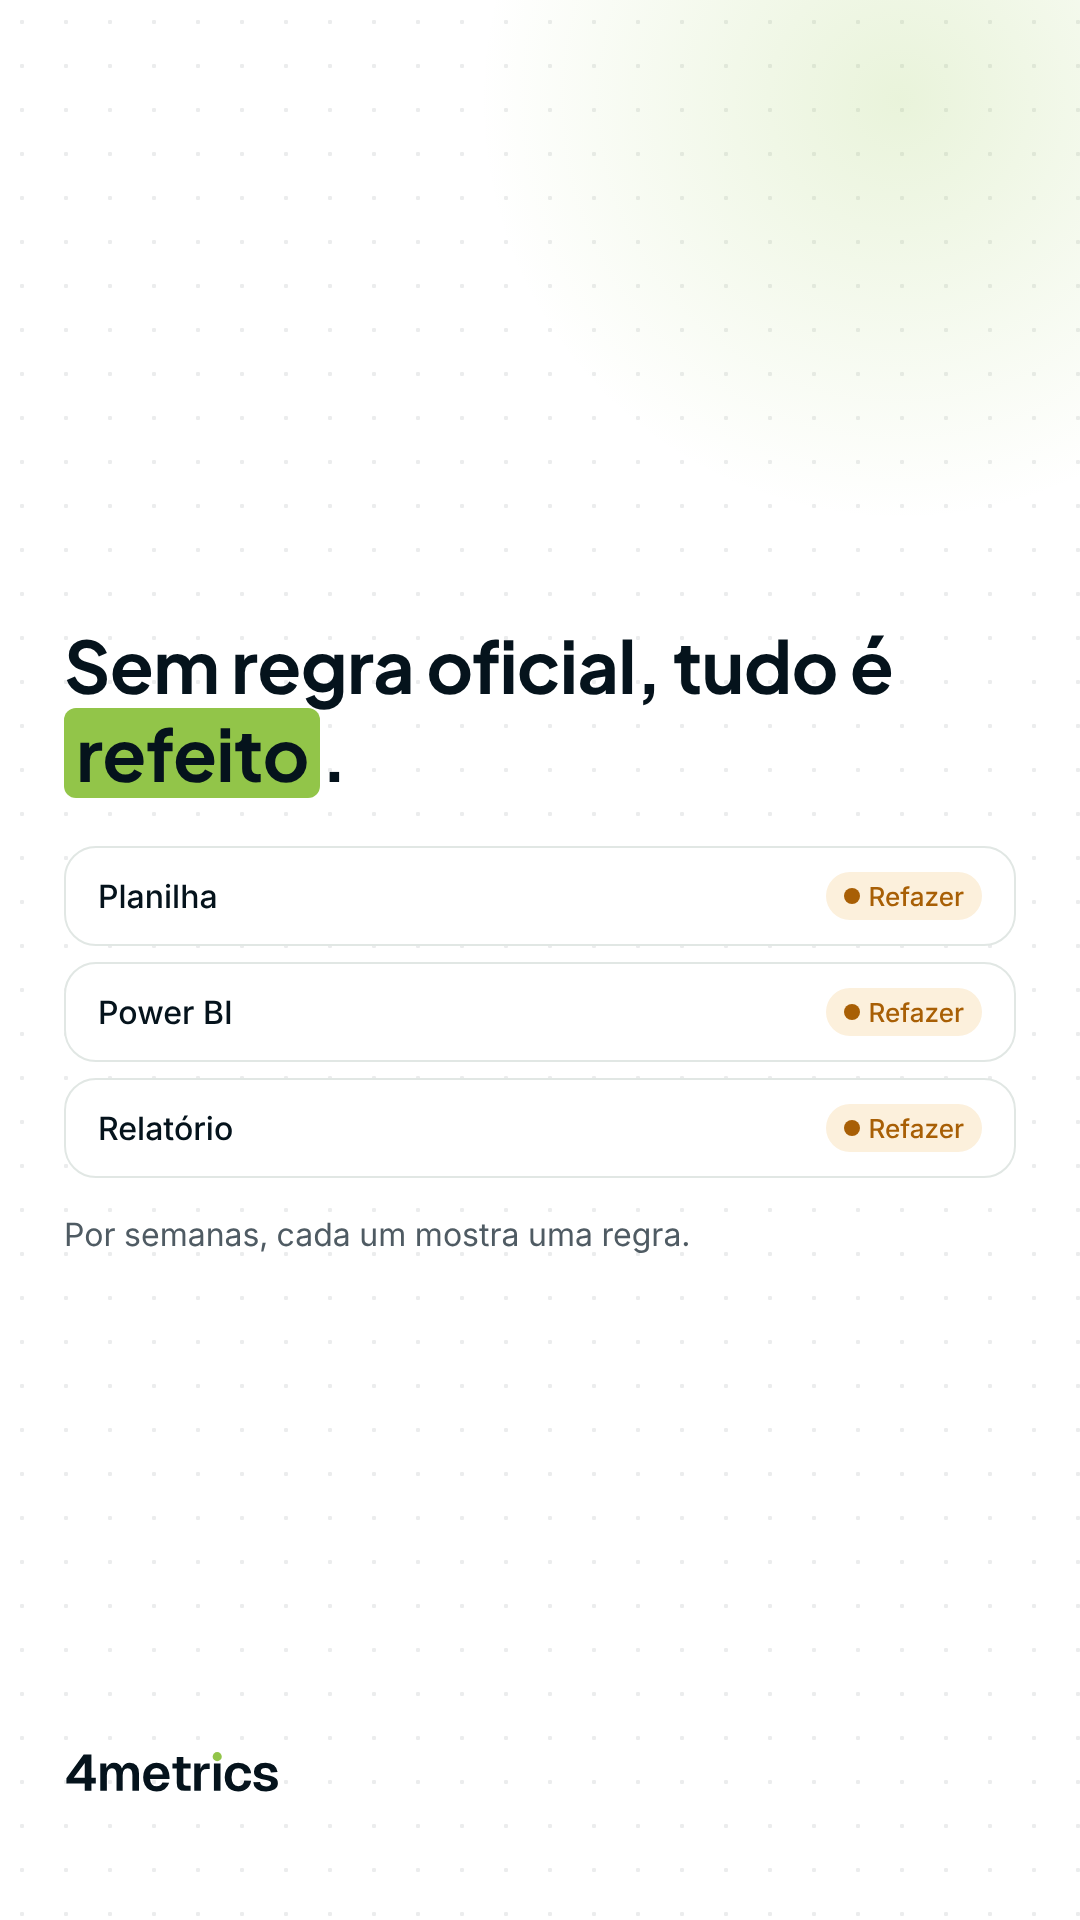 Sem regra oficial, tudo é
refeito.
Planilha
Refazer
Power BI
Refazer
Relatório
Refazer
Por semanas, cada um mostra uma regra.
4metrics